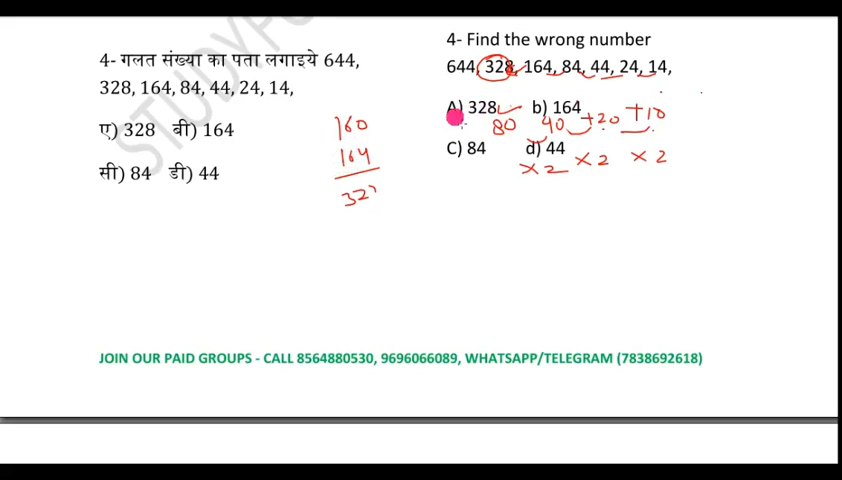 STUDYPO
4- गलत संख्या का पता लगाइये 644,
328, 164, 84, 44, 24, 14,
ए) 328 बी) 164
सी) 84 डी) 44
160
164
4- Find the wrong number
644, 328, 164, 84, 44, 24, 14,
A) 328 b) 164
80 40 +20 +10
C) 84 d) 44
×2 ×2 ×2
JOIN OUR PAID GROUPS - CALL 8564880530, 9696066089, WHATSAPP/TELEGRAM (7838692618)